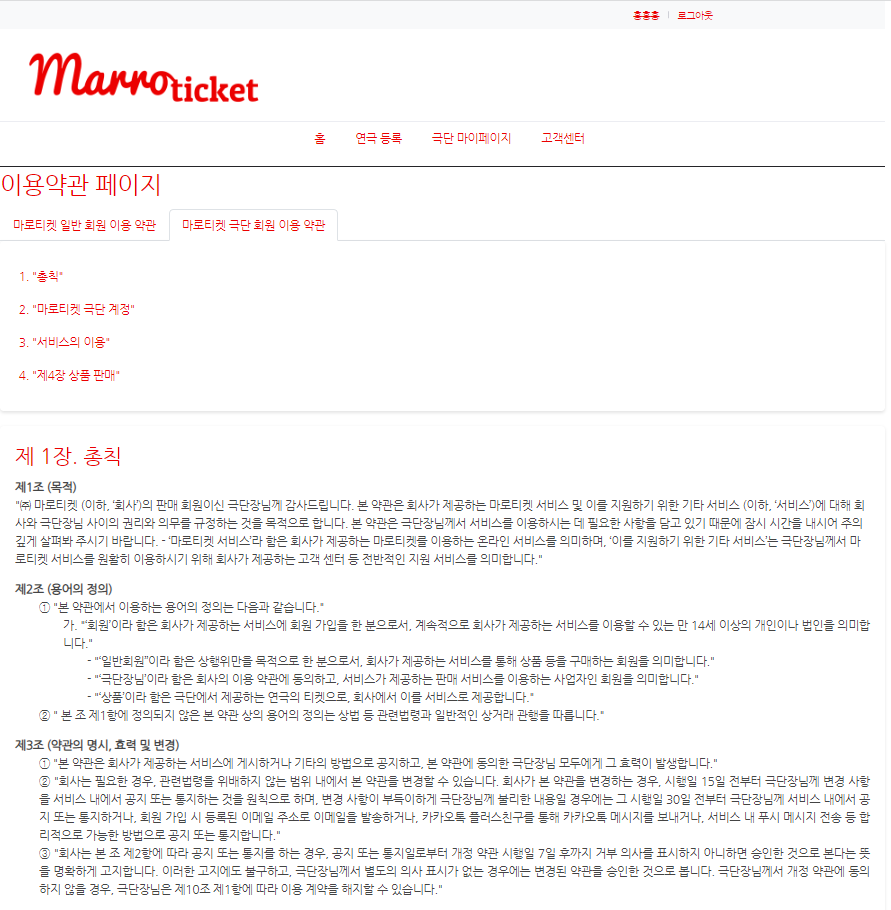 홍홍홍 | 로그아웃
Marroticket
홈 연극 등록 극단 마이페이지 고객센터
이용약관 페이지
마로티켓 일반 회원 이용 약관 마로티켓 극단 회원 이용 약관
1. "총칙"
2. "마로티켓 극단 계정"
3. "서비스의 이용"
4. "제4장 상품 판매"
제 1장. 총칙
제1조 (목적)
"㈜ 마로티켓 (이하, '회사')의 판매 회원이신 극단장님께 감사드립니다. 본 약관은 회사가 제공하는 마로티켓 서비스 및 이를 지원하기 위한 기타 서비스 (이하, '서비스')에 대해 회
사와 극단장님 사이의 권리와 의무를 규정하는 것을 목적으로 합니다. 본 약관은 극단장님께서 서비스를 이용하시는 데 필요한 사항을 담고 있기 때문에 잠시 시간을 내시어 주의
깊게 살펴봐 주시기 바랍니다. - '마로티켓 서비스'라 함은 회사가 제공하는 마로티켓를 이용하는 온라인 서비스를 의미하며, '이를 지원하기 위한 기타 서비스'는 극단장님께서 마
로티켓 서비스를 원활히 이용하시기 위해 회사가 제공하는 고객 센터 등 전반적인 지원 서비스를 의미합니다."
제2조 (용어의 정의)
① "본 약관에서 이용하는 용어의 정의는 다음과 같습니다."
가. "'회원'이라 함은 회사가 제공하는 서비스에 회원 가입을 한 분으로서, 계속적으로 회사가 제공하는 서비스를 이용할 수 있는 만 14세 이상의 개인이나 법인을 의미합
니다."
- "'일반회원"이라 함은 상행위만을 목적으로 한 분으로서, 회사가 제공하는 서비스를 통해 상품 등을 구매하는 회원을 의미합니다."
- "'극단장님'이라 함은 회사의 이용 약관에 동의하고, 서비스가 제공하는 판매 서비스를 이용하는 사업자인 회원을 의미합니다."
- "'상품'이라 함은 극단에서 제공하는 연극의 티켓으로, 회사에서 이를 서비스로 제공합니다."
② " 본 조 제1항에 정의되지 않은 본 약관 상의 용어의 정의는 상법 등 관련법령과 일반적인 상거래 관행을 따릅니다."
제3조 (약관의 명시, 효력 및 변경)
① "본 약관은 회사가 제공하는 서비스에 게시하거나 기타의 방법으로 공지하고, 본 약관에 동의한 극단장님 모두에게 그 효력이 발생합니다."
② "회사는 필요한 경우, 관련법령을 위배하지 않는 범위 내에서 본 약관을 변경할 수 있습니다. 회사가 본 약관을 변경하는 경우, 시행일 15일 전부터 극단장님께 변경 사항
을 서비스 내에서 공지 또는 통지하는 것을 원칙으로 하며, 변경 사항이 부득이하게 극단장님께 불리한 내용일 경우에는 그 시행일 30일 전부터 극단장님께 서비스 내에서 공
지 또는 통지하거나, 회원 가입 시 등록된 이메일 주소로 이메일을 발송하거나, 카카오톡 플러스친구를 통해 카카오톡 메시지를 보내거나, 서비스 내 푸시 메시지 전송 등 합
리적으로 가능한 방법으로 공지 또는 통지합니다."
③ "회사는 본 조 제2항에 따라 공지 또는 통지를 하는 경우, 공지 또는 통지일로부터 개정 약관 시행일 7일 후까지 거부 의사를 표시하지 아니하면 승인한 것으로 본다는 뜻
을 명확하게 고지합니다. 이러한 고지에도 불구하고, 극단장님께서 별도의 의사 표시가 없는 경우에는 변경된 약관을 승인한 것으로 봅니다. 극단장님께서 개정 약관에 동의
하지 않을 경우, 극단장님은 제10조 제1항에 따라 이용 계약을 해지할 수 있습니다."